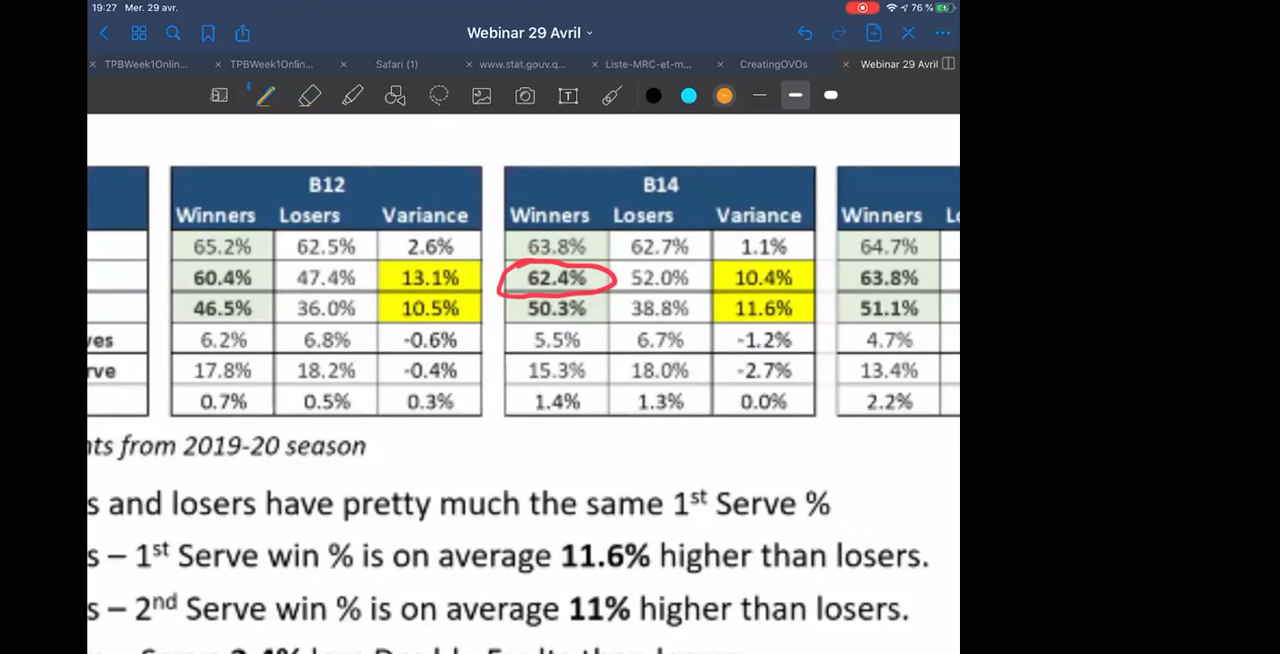 19:27 Mer. 29 avr. 76 %
Webinar 29 Avril
TPBWeek1Onlin... TPBWeek1Onlin... Safari (1) www.stat.gouv.q... Liste-MRC-et-m... CreatingOVOs Webinar 29 Avril
B12 B14
Winners Losers Variance Winners Losers Variance Winners L
65.2% 62.5% 2.6% 63.8% 62.7% 1.1% 64.7%
60.4% 47.4% 13.1% 62.4% 52.0% 10.4% 63.8%
46.5% 36.0% 10.5% 50.3% 38.8% 11.6% 51.1%
ves 6.2% 6.8% -0.6% 5.5% 6.7% -1.2% 4.7%
rve 17.8% 18.2% -0.4% 15.3% 18.0% -2.7% 13.4%
0.7% 0.5% 0.3% 1.4% 1.3% 0.0% 2.2%
nts from 2019-20 season
s and losers have pretty much the same 1st Serve %
s – 1st Serve win % is on average 11.6% higher than losers.
s – 2nd Serve win % is on average 11% higher than losers.